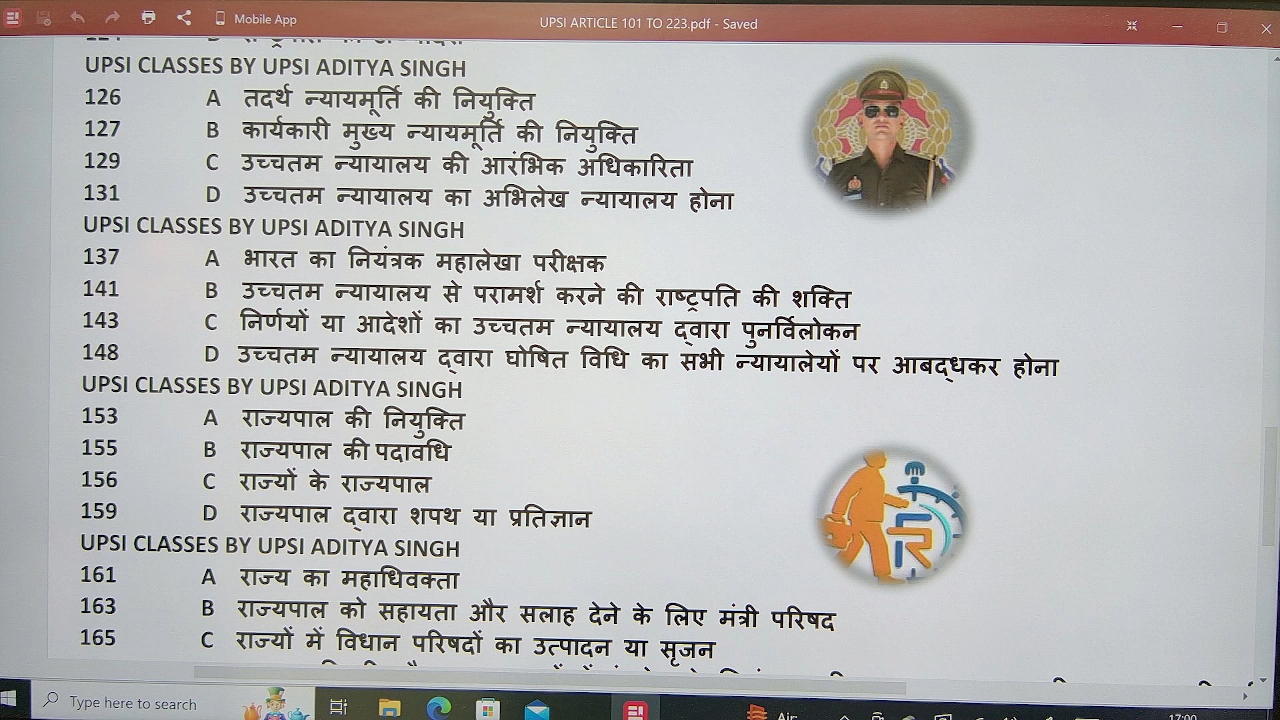 Mobile App
UPSI ARTICLE 101 TO 223.pdf - Saved
UPSI CLASSES BY UPSI ADITYA SINGH
126 A तदर्थ न्यायमूर्ति की नियुक्ति
127 B कार्यकारी मुख्य न्यायमूर्ति की नियुक्ति
129 C उच्चतम न्यायालय की आरंभिक अधिकारिता
131 D उच्चतम न्यायालय का अभिलेख न्यायालय होना
UPSI CLASSES BY UPSI ADITYA SINGH
137 A भारत का नियंत्रक महालेखा परीक्षक
141 B उच्चतम न्यायालय से परामर्श करने की राष्ट्रपति की शक्ति
143 C निर्णयों या आदेशों का उच्चतम न्यायालय द्वारा पुनर्विलोकन
148 D उच्चतम न्यायालय द्वारा घोषित विधि का सभी न्यायालेयों पर आबद्धकर होना
UPSI CLASSES BY UPSI ADITYA SINGH
153 A राज्यपाल की नियुक्ति
155 B राज्यपाल की पदावधि
156 C राज्यों के राज्यपाल
159 D राज्यपाल द्वारा शपथ या प्रतिज्ञान
UPSI CLASSES BY UPSI ADITYA SINGH
161 A राज्य का महाधिवक्ता
163 B राज्यपाल को सहायता और सलाह देने के लिए मंत्री परिषद
165 C राज्यों में विधान परिषदों का उत्पादन या सृजन
Type here to search
Air
17:00